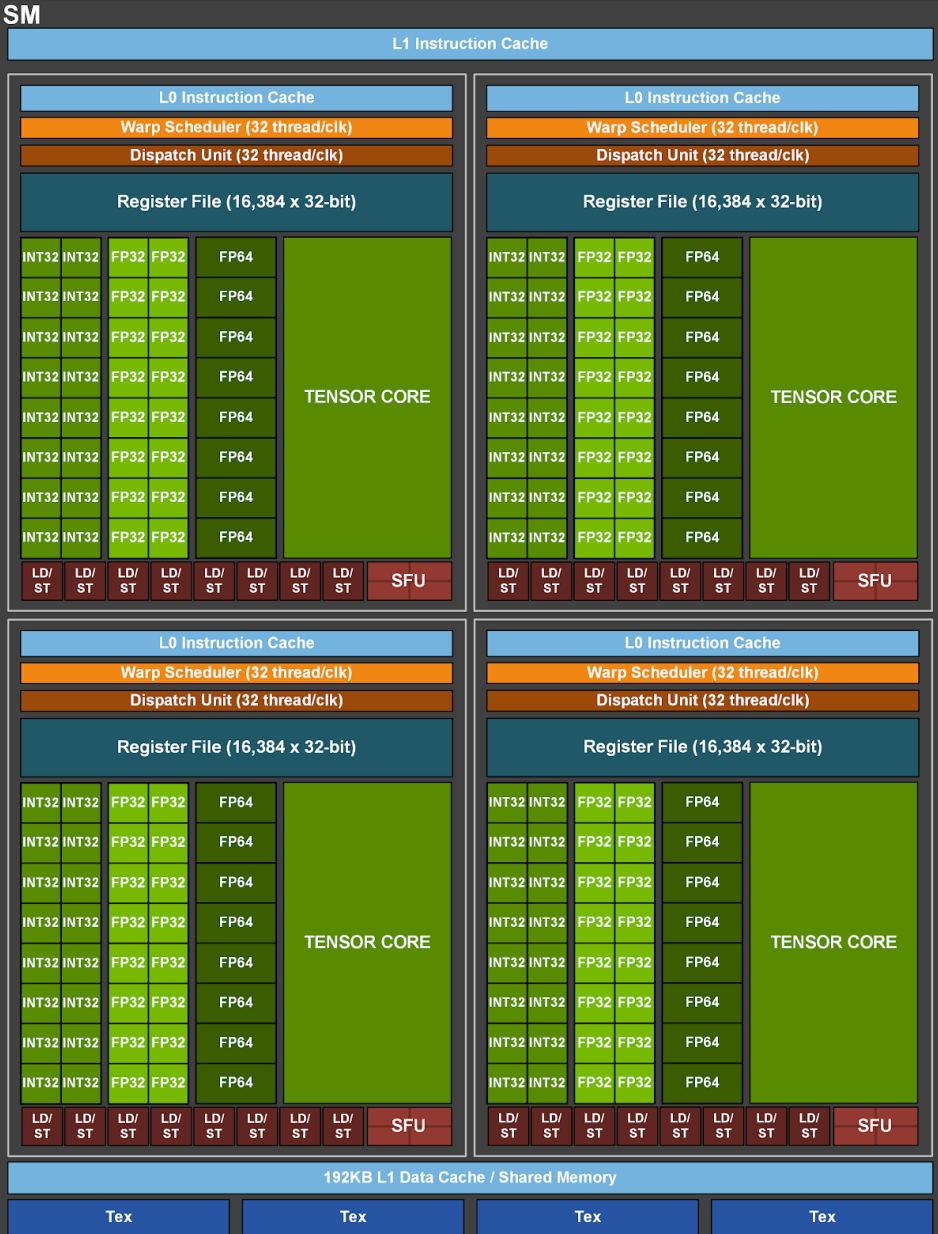 SM
L1 Instruction Cache
L0 Instruction Cache
Warp Scheduler (32 thread/clk)
Dispatch Unit (32 thread/clk)
Register File (16,384 x 32-bit)
INT32 INT32 FP32 FP32 FP64
INT32 INT32 FP32 FP32 FP64
INT32 INT32 FP32 FP32 FP64
INT32 INT32 FP32 FP32 FP64
TENSOR CORE
INT32 INT32 FP32 FP32 FP64
INT32 INT32 FP32 FP32 FP64
INT32 INT32 FP32 FP32 FP64
INT32 INT32 FP32 FP32 FP64
LD/ LD/ LD/ LD/ LD/ LD/ LD/ LD/
ST ST ST ST ST ST ST ST
SFU
L0 Instruction Cache
Warp Scheduler (32 thread/clk)
Dispatch Unit (32 thread/clk)
Register File (16,384 x 32-bit)
INT32 INT32 FP32 FP32 FP64
INT32 INT32 FP32 FP32 FP64
INT32 INT32 FP32 FP32 FP64
INT32 INT32 FP32 FP32 FP64
TENSOR CORE
INT32 INT32 FP32 FP32 FP64
INT32 INT32 FP32 FP32 FP64
INT32 INT32 FP32 FP32 FP64
INT32 INT32 FP32 FP32 FP64
LD/ LD/ LD/ LD/ LD/ LD/ LD/ LD/
ST ST ST ST ST ST ST ST
SFU
L0 Instruction Cache
Warp Scheduler (32 thread/clk)
Dispatch Unit (32 thread/clk)
Register File (16,384 x 32-bit)
INT32 INT32 FP32 FP32 FP64
INT32 INT32 FP32 FP32 FP64
INT32 INT32 FP32 FP32 FP64
INT32 INT32 FP32 FP32 FP64
TENSOR CORE
INT32 INT32 FP32 FP32 FP64
INT32 INT32 FP32 FP32 FP64
INT32 INT32 FP32 FP32 FP64
INT32 INT32 FP32 FP32 FP64
LD/ LD/ LD/ LD/ LD/ LD/ LD/ LD/
ST ST ST ST ST ST ST ST
SFU
L0 Instruction Cache
Warp Scheduler (32 thread/clk)
Dispatch Unit (32 thread/clk)
Register File (16,384 x 32-bit)
INT32 INT32 FP32 FP32 FP64
INT32 INT32 FP32 FP32 FP64
INT32 INT32 FP32 FP32 FP64
INT32 INT32 FP32 FP32 FP64
TENSOR CORE
INT32 INT32 FP32 FP32 FP64
INT32 INT32 FP32 FP32 FP64
INT32 INT32 FP32 FP32 FP64
INT32 INT32 FP32 FP32 FP64
LD/ LD/ LD/ LD/ LD/ LD/ LD/ LD/
ST ST ST ST ST ST ST ST
SFU
192KB L1 Data Cache / Shared Memory
Tex Tex Tex Tex